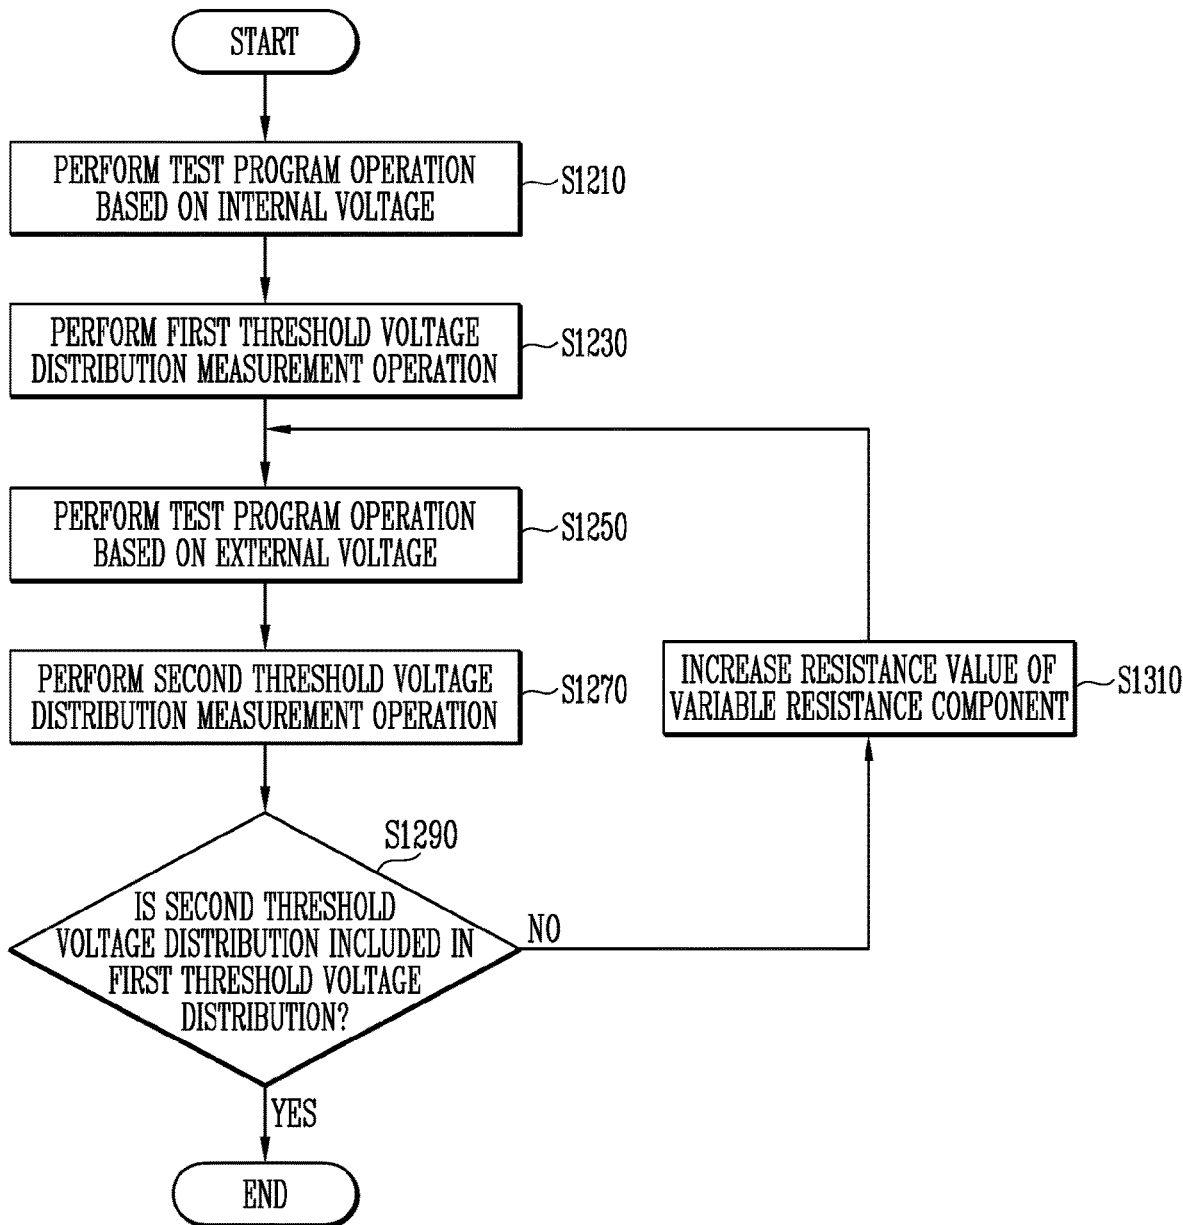 START
PERFORM TEST PROGRAM OPERATION
BASED ON INTERNAL VOLTAGE
S1210
PERFORM FIRST THRESHOLD VOLTAGE
DISTRIBUTION MEASUREMENT OPERATION
S1230
PERFORM TEST PROGRAM OPERATION
BASED ON EXTERNAL VOLTAGE
S1250
PERFORM SECOND THRESHOLD VOLTAGE
DISTRIBUTION MEASUREMENT OPERATION
S1270
INCREASE RESISTANCE VALUE OF
VARIABLE RESISTANCE COMPONENT
S1310
S1290
IS SECOND THRESHOLD
VOLTAGE DISTRIBUTION INCLUDED IN
FIRST THRESHOLD VOLTAGE
DISTRIBUTION?
NO
YES
END